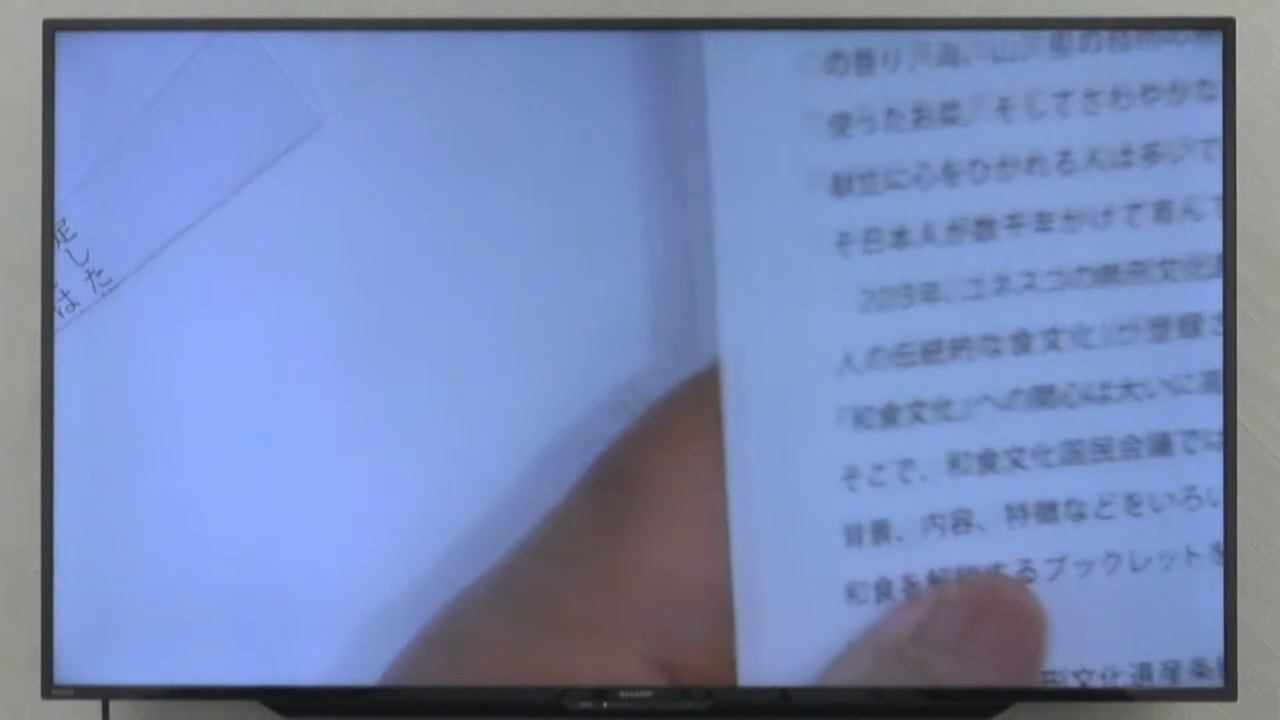 定した
は
の香り、海、山、里の自然の
使ったお菜、そしてさわやかな
献立に心をひかれる人は多いで
そ日本人が数千年かけて育んで
2013年、ユネスコの無形文化
人の伝統的な食文化」が登録さ
「和食文化」への関心は大いに高
そこで、和食文化国民会議では
背景、内容、特徴などをいろい
和食を解説するブックレットを
形文化遺産条
SHARP